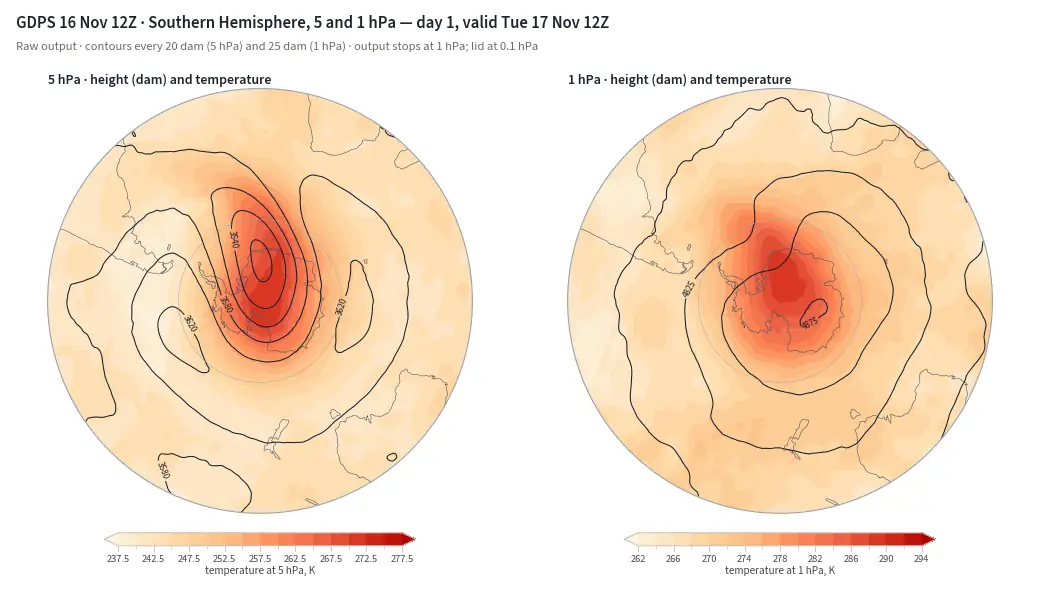 GDPS 16 Nov 12Z · Southern Hemisphere, 5 and 1 hPa — day 1, valid Tue 17 Nov 12Z
Raw output · contours every 20 dam (5 hPa) and 25 dam (1 hPa) · output stops at 1 hPa; lid at 0.1 hPa
5 hPa · height (dam) and temperature
1 hPa · height (dam) and temperature
3540
3580
3620
3620
3580
4825
4875
237.5 242.5 247.5 252.5 257.5 262.5 267.5 272.5 277.5
temperature at 5 hPa, K
262 266 270 274 278 282 286 290 294
temperature at 1 hPa, K